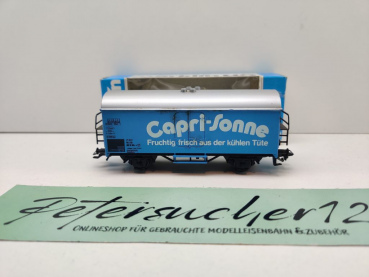 Capri-Sonne
Fruchtig frisch aus der kühlen Tüte
Petersucher12
ONLINESHOP FÜR GEBRAUCHTE MODELLEISENBAHN & ZUBEHÖR